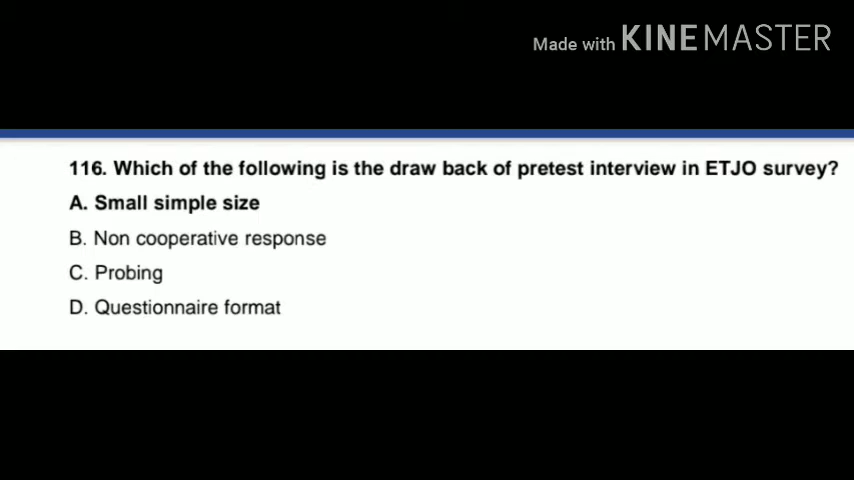 Made with KINEMASTER
116. Which of the following is the draw back of pretest interview in ETJO survey?
A. Small simple size
B. Non cooperative response
C. Probing
D. Questionnaire format